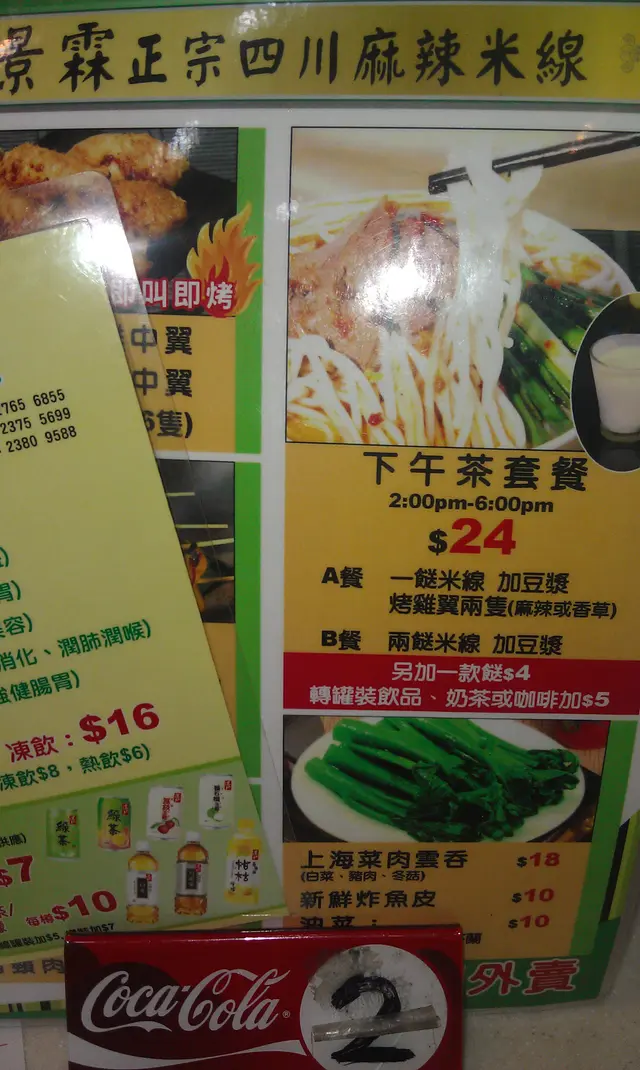 景霖正宗四川麻辣米線
即叫即烤
中翼
中翼
6隻)
2765 6855
2375 5699
2380 9588
胃)
容)
消化、潤肺潤喉)
強健腸胃)
凍飲：$16
凍飲$8，熱飲$6)
供應)
$7
每樽$10
綠茶
綠茶
下午茶套餐
2:00pm-6:00pm
$24
A餐 一餸米線 加豆漿
烤雞翼兩隻(麻辣或香草)
B餐 兩餸米線 加豆漿
另加一款餸$4
轉罐裝飲品、奶茶或咖啡加$5
上海菜肉雲吞 $18
(白菜、豬肉、冬菇)
新鮮炸魚皮 $10
油菜： $10
外賣
Coca-Cola
2